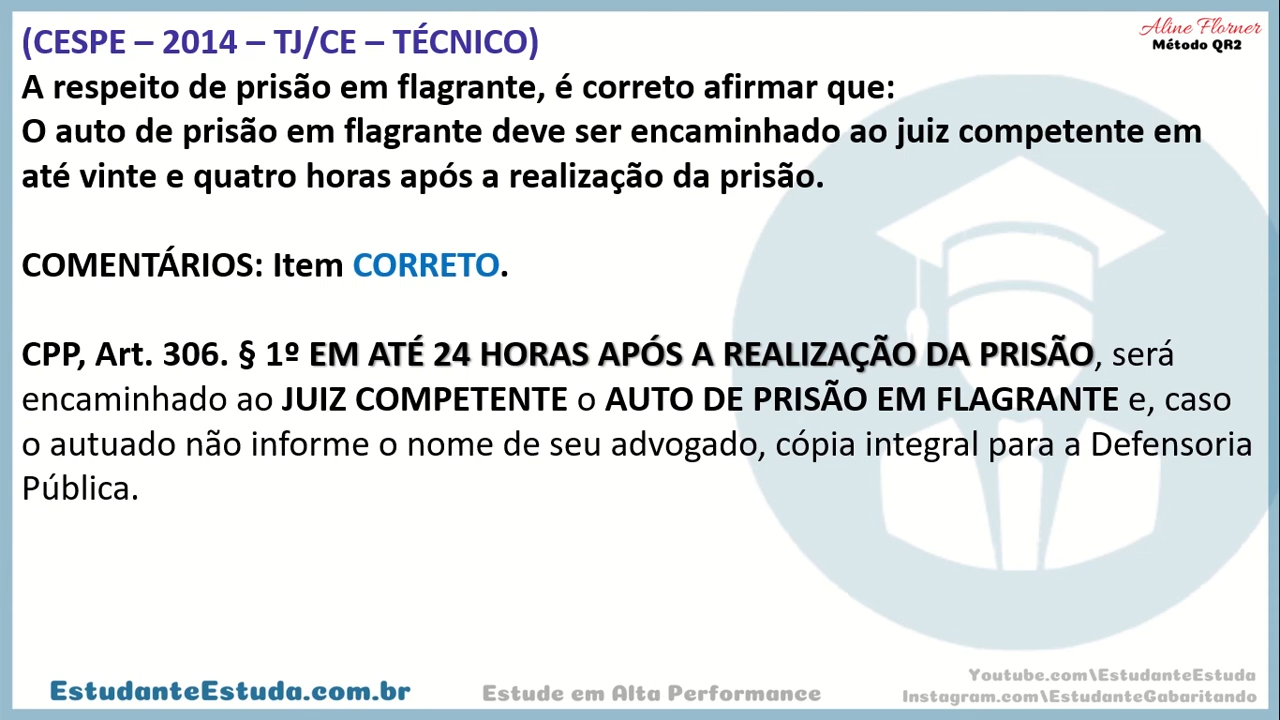 Aline Florner
Método QR2
(CESPE – 2014 – TJ/CE – TÉCNICO)
A respeito de prisão em flagrante, é correto afirmar que:
O auto de prisão em flagrante deve ser encaminhado ao juiz competente em
até vinte e quatro horas após a realização da prisão.
COMENTÁRIOS: Item CORRETO.
CPP, Art. 306. § 1º EM ATÉ 24 HORAS APÓS A REALIZAÇÃO DA PRISÃO, será
encaminhado ao JUIZ COMPETENTE o AUTO DE PRISÃO EM FLAGRANTE e, caso
o autuado não informe o nome de seu advogado, cópia integral para a Defensoria
Pública.
EstudanteEstuda.com.br
Estude em Alta Performance
Youtube.com\EstudanteEstuda
Instagram.com\EstudanteGabaritando